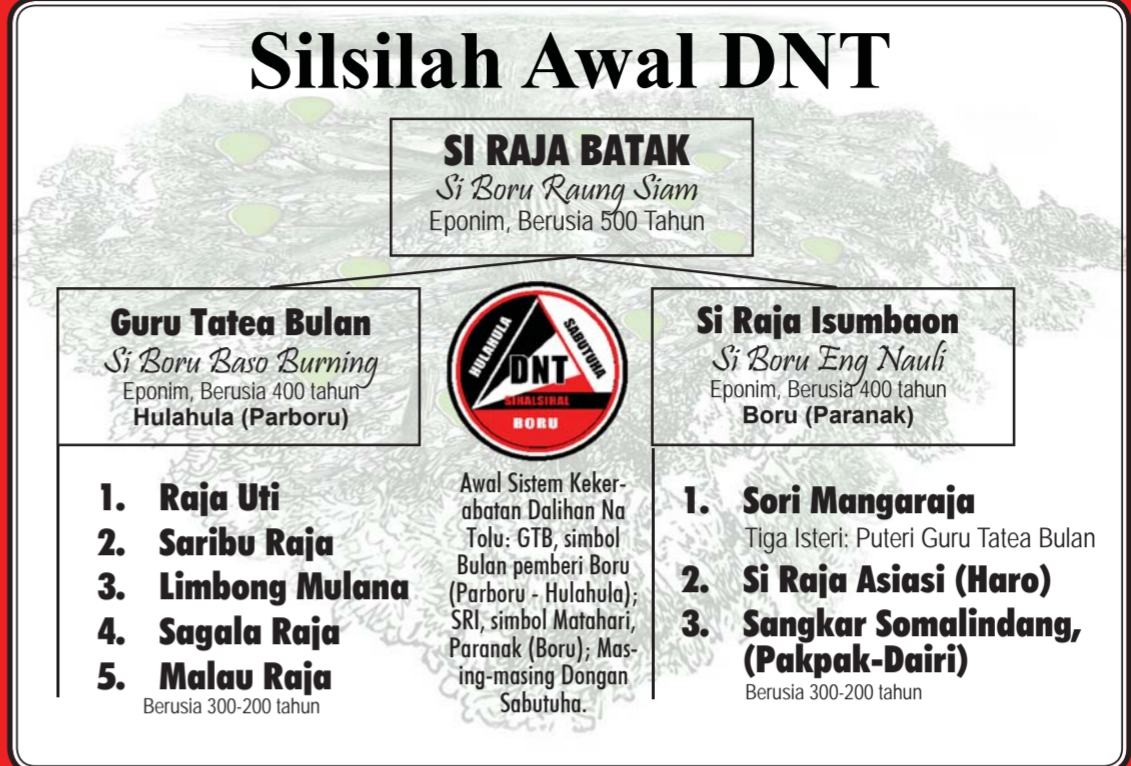 Silsilah Awal DNT
SI RAJA BATAK
Si Boru Raung Siam
Eponim, Berusia 500 Tahun
Guru Tatea Bulan
Si Boru Baso Burning
Eponim, Berusia 400 tahun
Hulahula (Parboru)
1. Raja Uti
2. Saribu Raja
3. Limbong Mulana
4. Sagala Raja
5. Malau Raja
Berusia 300-200 tahun
HULAHULA
SABUTUHA
DNT
SIHALSIHAL
BORU
Awal Sistem Keker-
abatan Dalihan Na
Tolu: GTB, simbol
Bulan pemberi Boru
(Parboru - Hulahula);
SRI, simbol Matahari,
Paranak (Boru); Mas-
ing-masing Dongan
Sabutuha.
Si Raja Isumbaon
Si Boru Eng Nauli
Eponim, Berusia 400 tahun
Boru (Paranak)
1. Sori Mangaraja
Tiga Isteri: Puteri Guru Tatea Bulan
2. Si Raja Asiasi (Haro)
3. Sangkar Somalindang,
(Pakpak-Dairi)
Berusia 300-200 tahun